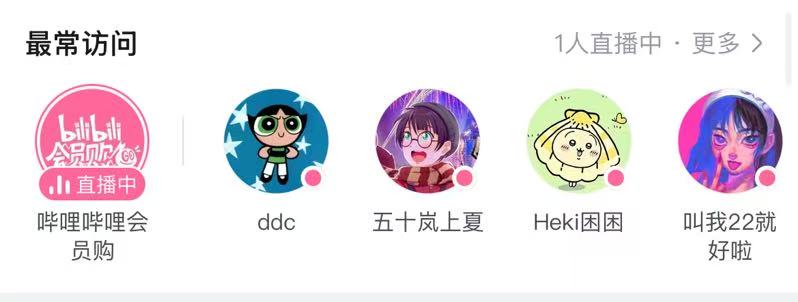 最常访问
1人直播中 · 更多 >
bilibili
会员购
GO
直播中
哔哩哔哩会
员购
ddc
五十岚上夏
Heki困困
叫我22就
好啦